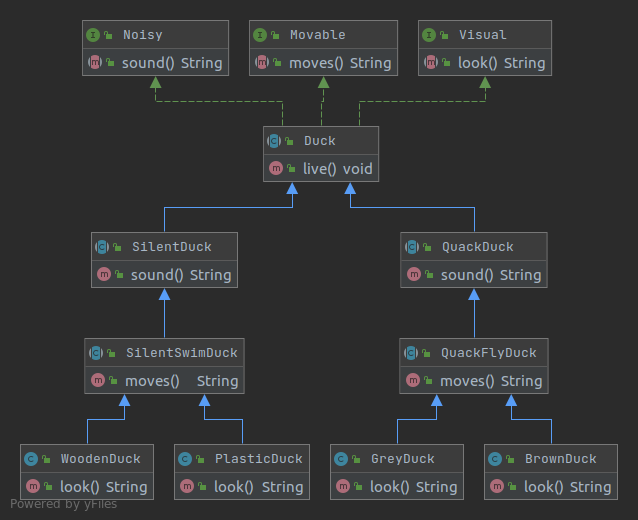 Noisy
sound() String
Movable
moves() String
Visual
look() String
Duck
live() void
SilentDuck
sound() String
QuackDuck
sound() String
SilentSwimDuck
moves() String
QuackFlyDuck
moves() String
WoodenDuck
look() String
PlasticDuck
look() String
GreyDuck
look() String
BrownDuck
look() String
Powered by yFiles